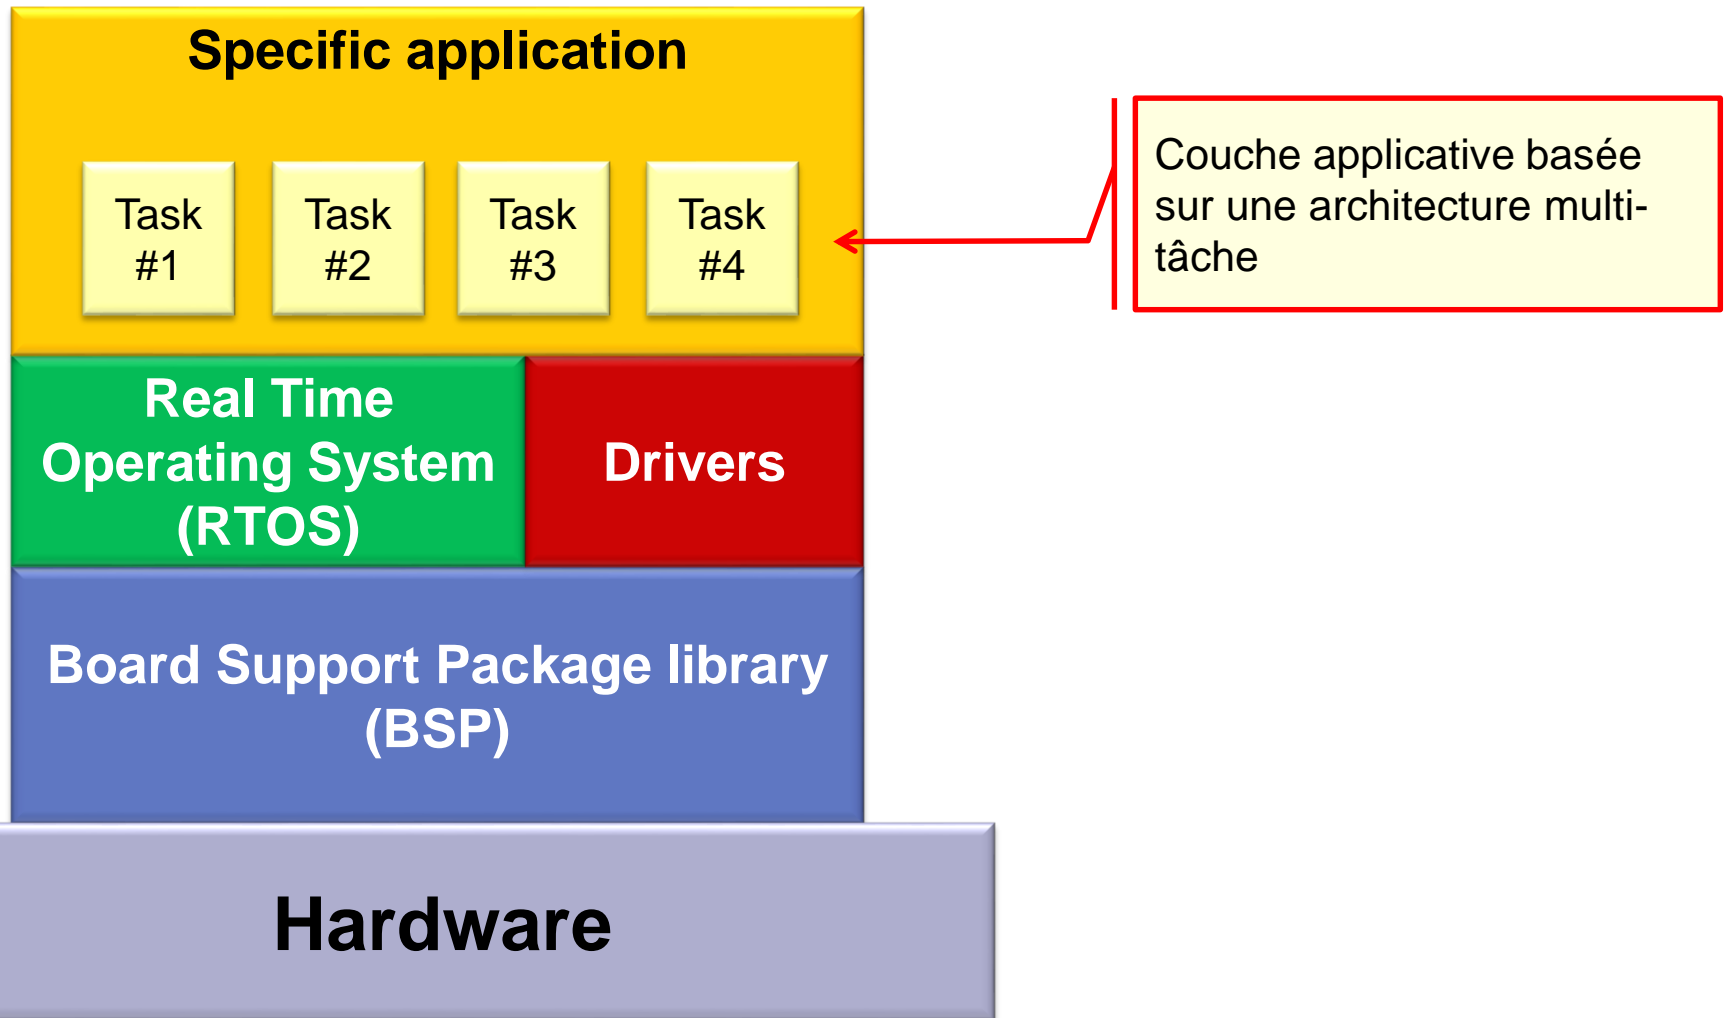 Specific application
Task
#1
Task
#2
Task
#3
Task
#4
Couche applicative basée
sur une architecture multi-
tâche
Real Time
Operating System
(RTOS)
Drivers
Board Support Package library
(BSP)
Hardware